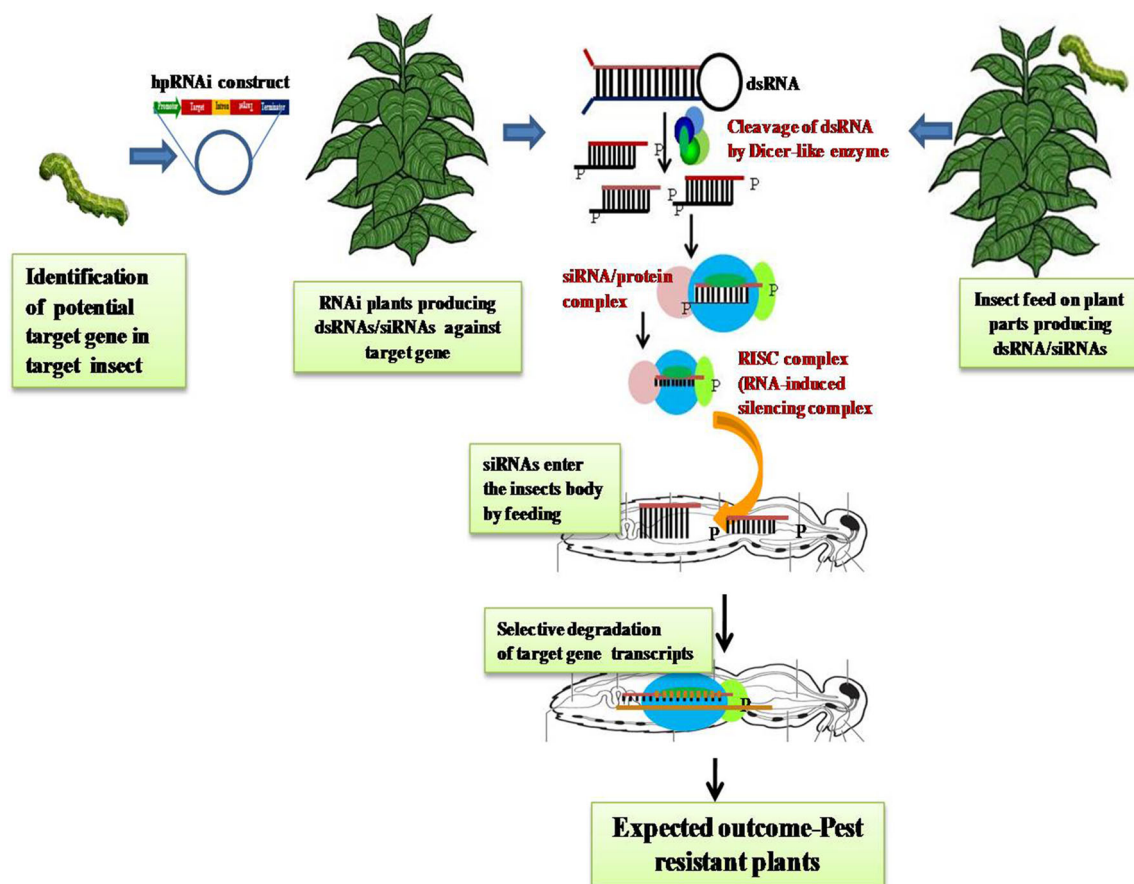 hpRNAi construct
Promotor Target Intron Target Terminator
Identification
of potential
target gene in
target insect
RNAi plants producing
dsRNAs/siRNAs against
target gene
dsRNA
Cleavage of dsRNA
by Dicer-like enzyme
P
P
P
P
P
siRNA/protein
complex
P
P
RISC complex
(RNA-induced
silencing complex
P
Insect feed on plant
parts producing
dsRNA/siRNAs
siRNAs enter
the insects body
by feeding
P
P
Selective degradation
of target gene transcripts
P
Expected outcome-Pest
resistant plants